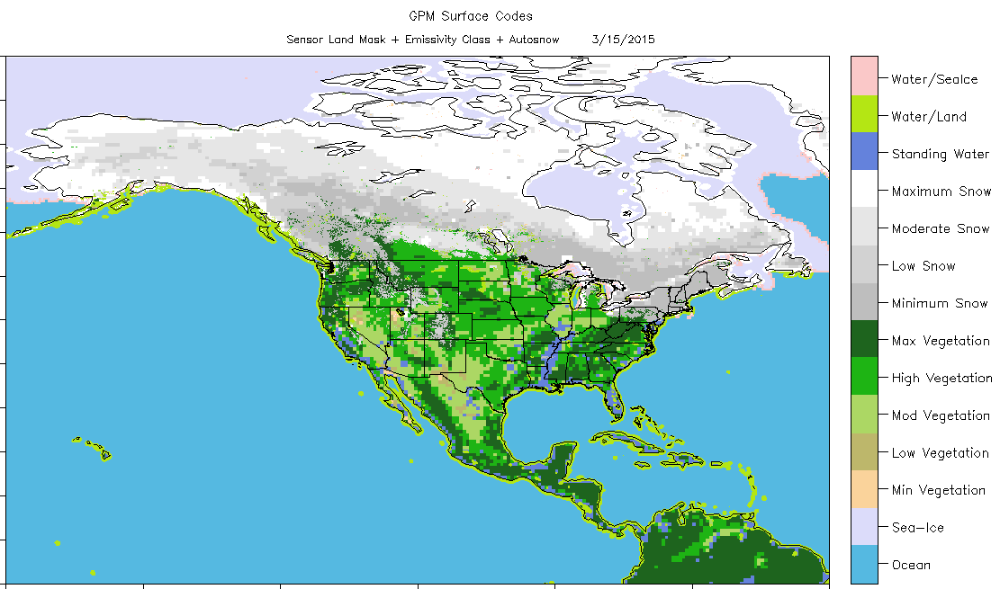 GPM Surface Codes
Sensor Land Mask + Emissivity Class + Autosnow 3/15/2015
Water/SeaIce
Water/Land
Standing Water
Maximum Snow
Moderate Snow
Low Snow
Minimum Snow
Max Vegetation
High Vegetation
Mod Vegetation
Low Vegetation
Min Vegetation
Sea-Ice
Ocean